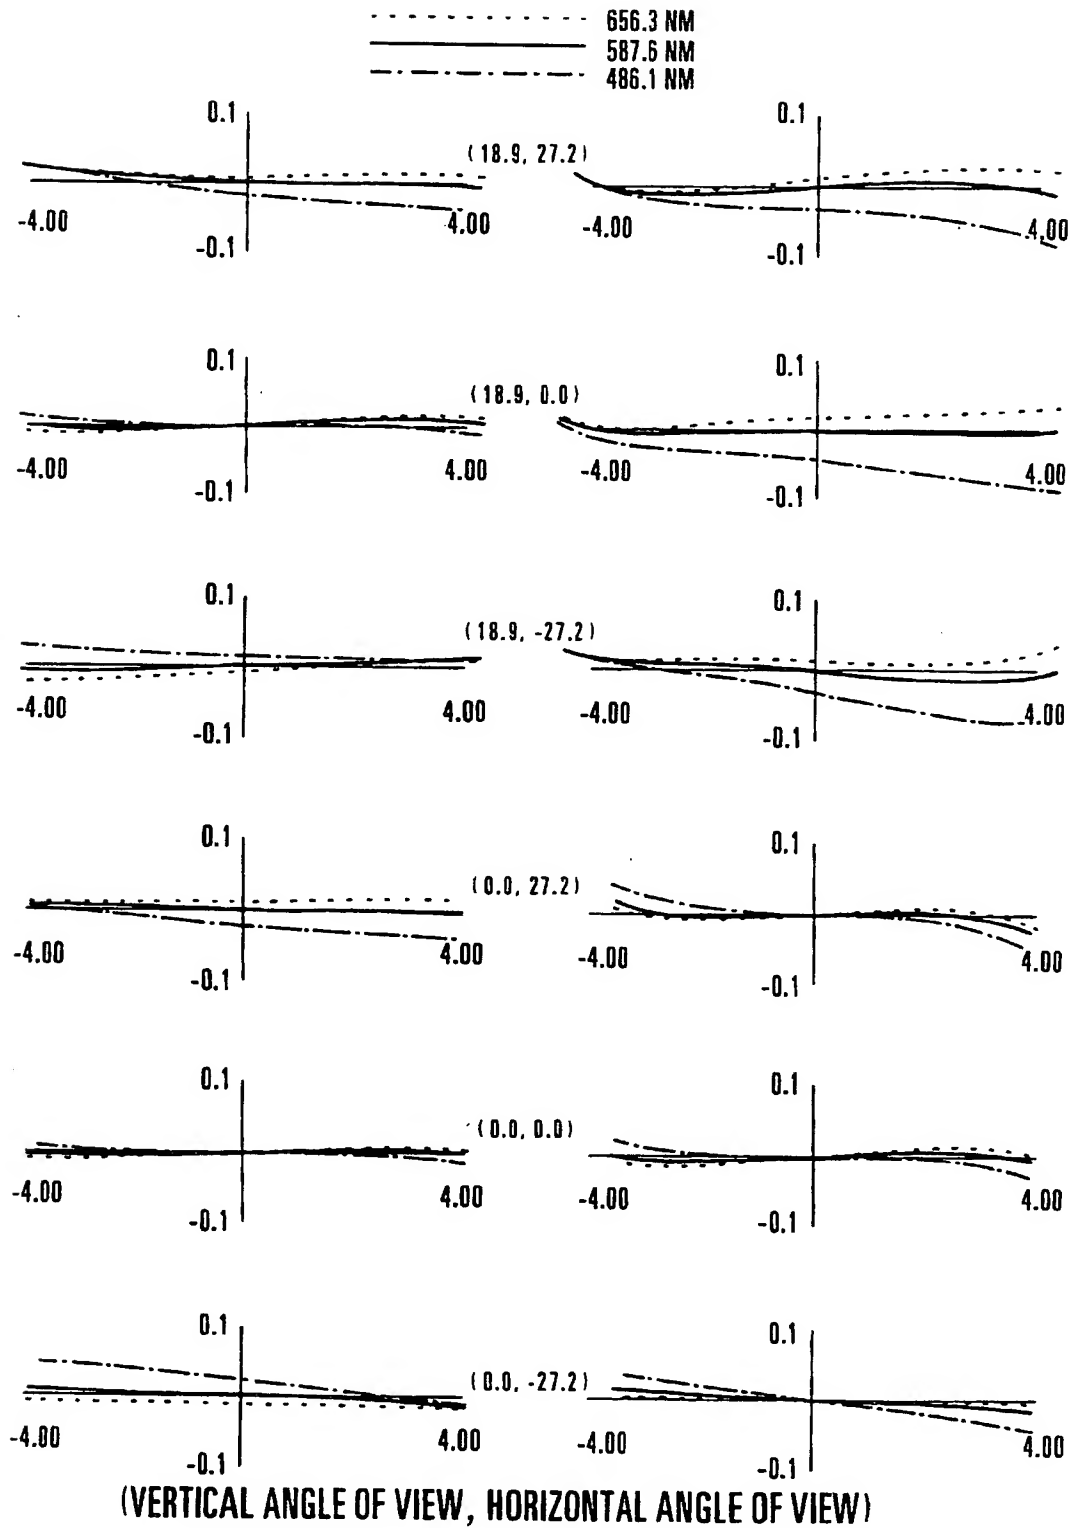 656.3 NM
587.6 NM
486.1 NM
0.1 0.1
(18.9, 27.2)
-4.00 4.00 -4.00 4.00
-0.1 -0.1
0.1 0.1
(18.9, 0.0)
-4.00 4.00 -4.00 4.00
-0.1 -0.1
0.1 0.1
(18.9, -27.2)
-4.00 4.00 -4.00 4.00
-0.1 -0.1
0.1 0.1
(0.0, 27.2)
-4.00 4.00 -4.00 4.00
-0.1 -0.1
0.1 0.1
(0.0, 0.0)
-4.00 4.00 -4.00 4.00
-0.1 -0.1
0.1 0.1
(0.0, -27.2)
-4.00 4.00 -4.00 4.00
-0.1 -0.1
(VERTICAL ANGLE OF VIEW, HORIZONTAL ANGLE OF VIEW)